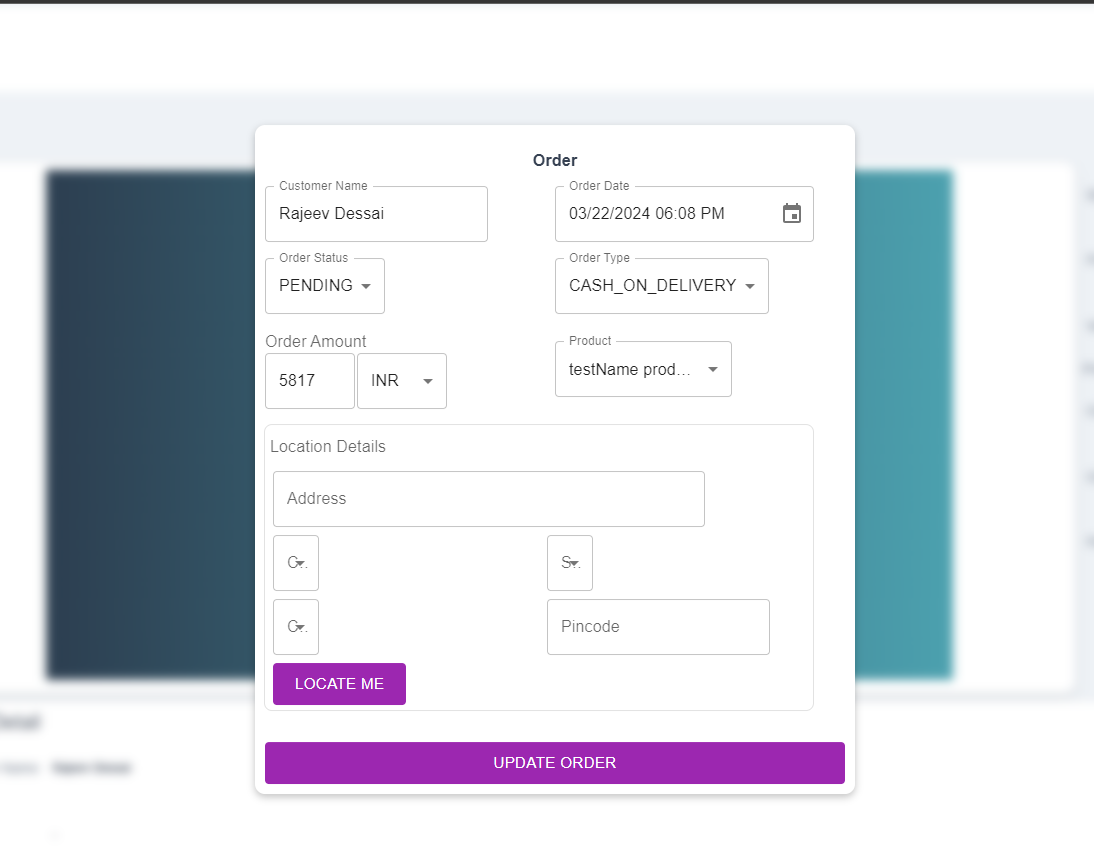 Order
Customer Name
Rajeev Dessai
Order Date
03/22/2024 06:08 PM
Order Status
PENDING
Order Type
CASH_ON_DELIVERY
Order Amount
5817
INR
Product
testName prod...
Location Details
Address
Pincode
LOCATE ME
UPDATE ORDER